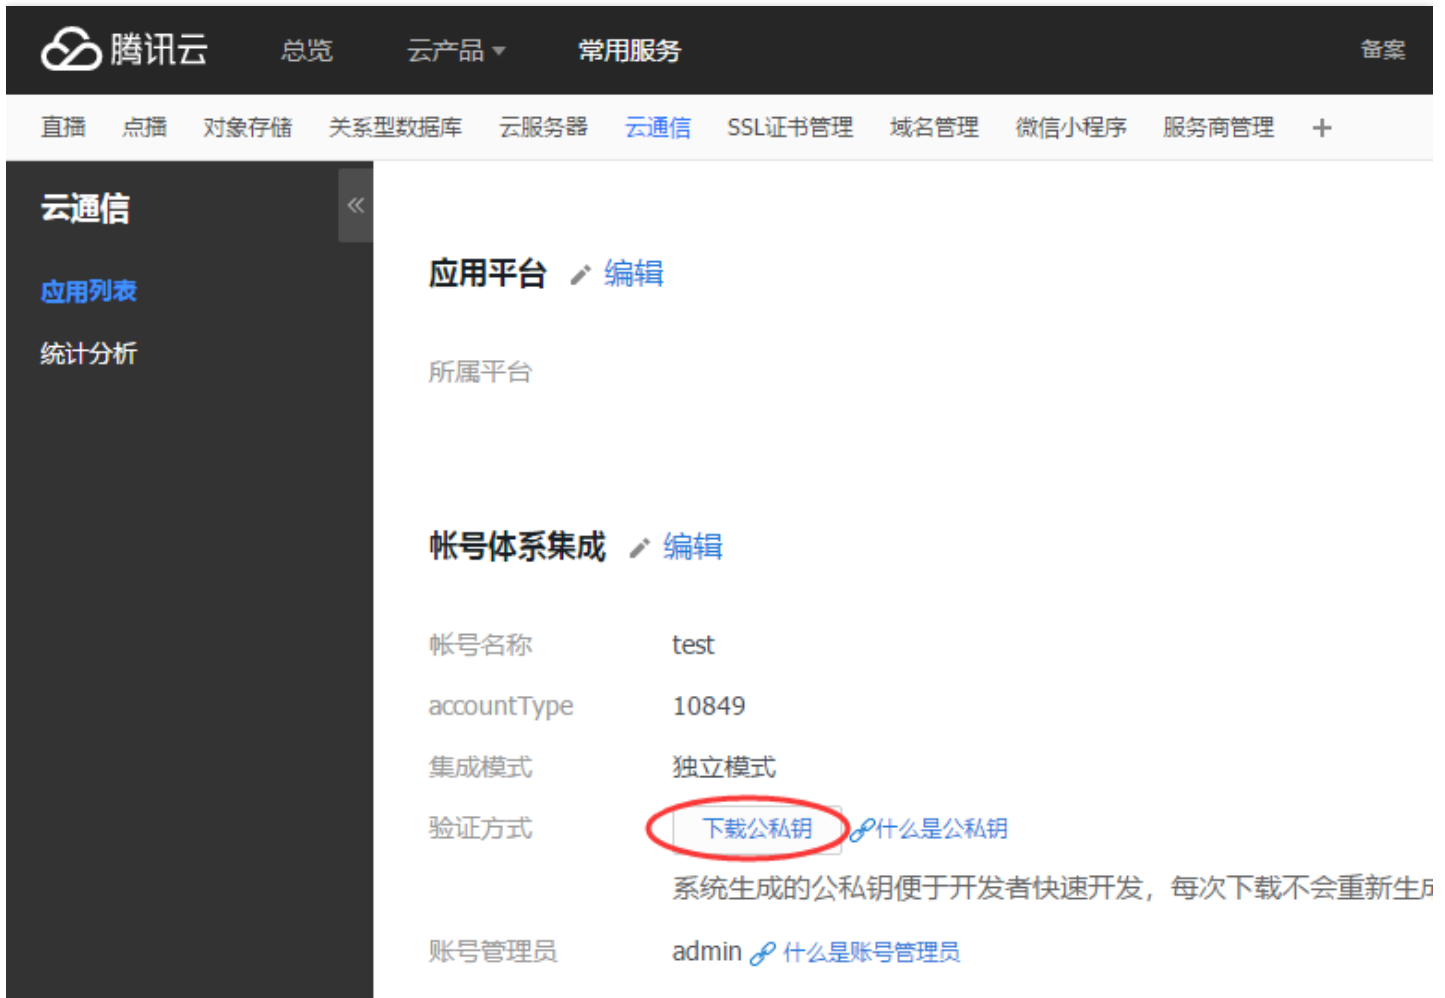 腾讯云 总览 云产品 常用服务 备案
直播 点播 对象存储 关系型数据库 云服务器 云通信 SSL证书管理 域名管理 微信小程序 服务商管理 +
云通信 «
应用列表
统计分析
应用平台 编辑
所属平台
帐号体系集成 编辑
帐号名称 test
accountType 10849
集成模式 独立模式
验证方式 下载公私钥 什么是公私钥
系统生成的公私钥便于开发者快速开发，每次下载不会重新生成
账号管理员 admin 什么是账号管理员